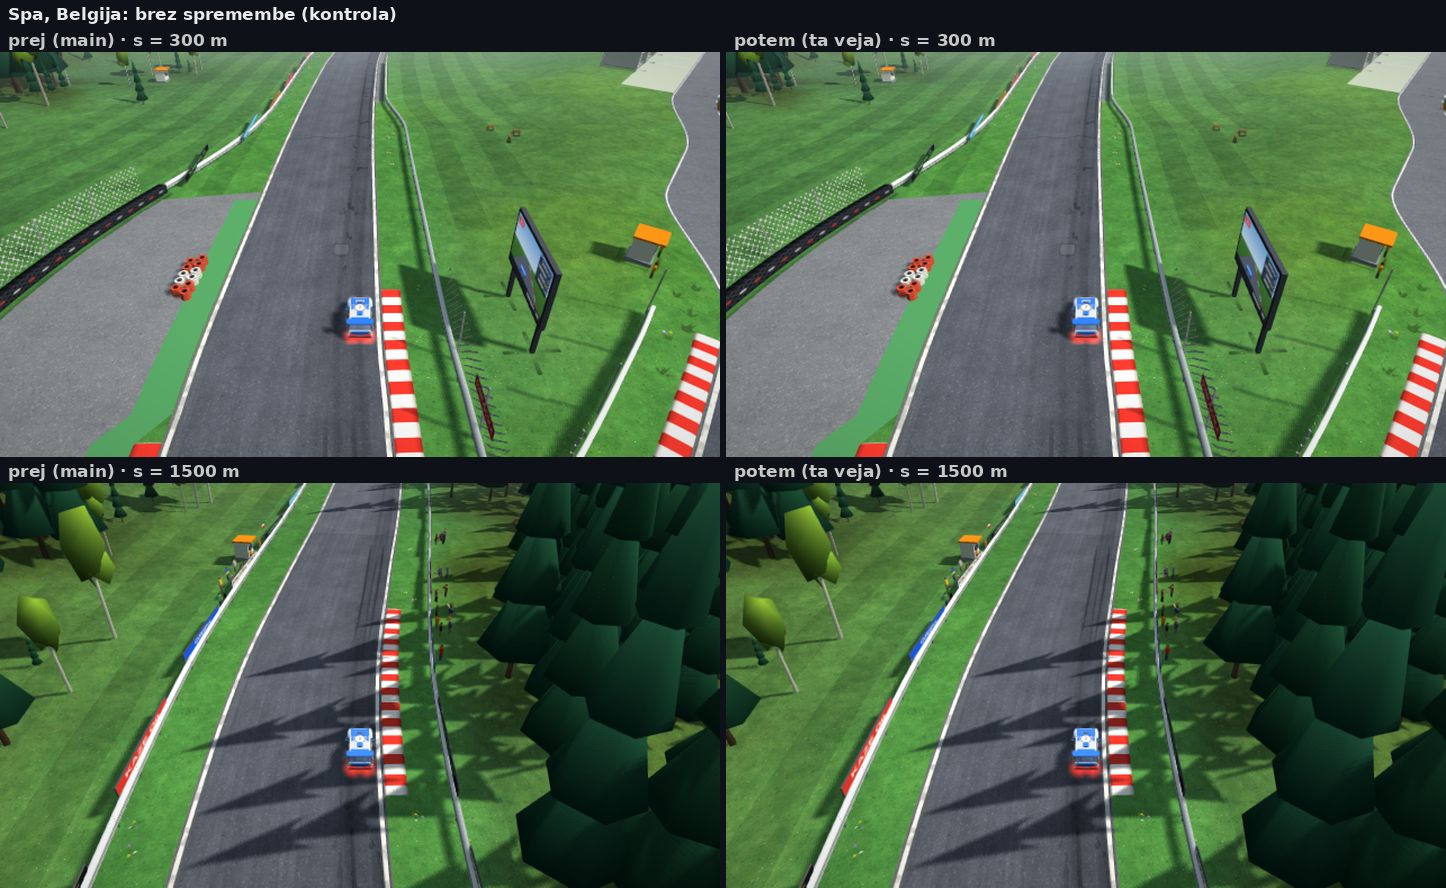 Spa, Belgija: brez spremembe (kontrola)
prej (main) · s = 300 m
potem (ta veja) · s = 300 m
prej (main) · s = 1500 m
potem (ta veja) · s = 1500 m